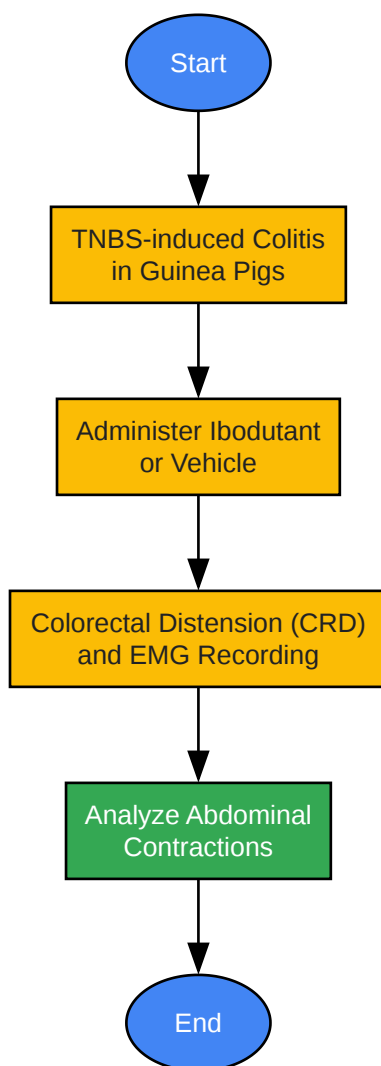 Start
TNBS-induced Colitis
in Guinea Pigs
Administer Ibodutant
or Vehicle
Colorectal Distension (CRD)
and EMG Recording
Analyze Abdominal
Contractions
End